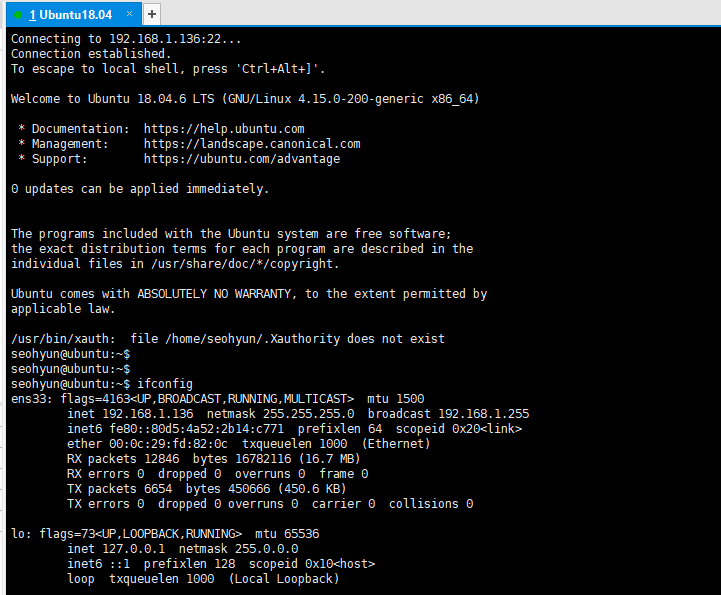 1 Ubuntu18.04 × +
Connecting to 192.168.1.136:22...
Connection established.
To escape to local shell, press 'Ctrl+Alt+]'.
Welcome to Ubuntu 18.04.6 LTS (GNU/Linux 4.15.0-200-generic x86_64)
* Documentation:  https://help.ubuntu.com
* Management:     https://landscape.canonical.com
* Support:        https://ubuntu.com/advantage
0 updates can be applied immediately.
The programs included with the Ubuntu system are free software;
the exact distribution terms for each program are described in the
individual files in /usr/share/doc/*/copyright.
Ubuntu comes with ABSOLUTELY NO WARRANTY, to the extent permitted by
applicable law.
/usr/bin/xauth:  file /home/seohyun/.Xauthority does not exist
seohyun@ubuntu:~$
seohyun@ubuntu:~$
seohyun@ubuntu:~$ ifconfig
ens33: flags=4163<UP,BROADCAST,RUNNING,MULTICAST>  mtu 1500
inet 192.168.1.136  netmask 255.255.255.0  broadcast 192.168.1.255
inet6 fe80::80d5:4a52:2b14:c771  prefixlen 64  scopeid 0x20<link>
ether 00:0c:29:fd:82:0c  txqueuelen 1000  (Ethernet)
RX packets 12846  bytes 16782116 (16.7 MB)
RX errors 0  dropped 0  overruns 0  frame 0
TX packets 6654  bytes 450666 (450.6 KB)
TX errors 0  dropped 0 overruns 0  carrier 0  collisions 0
lo: flags=73<UP,LOOPBACK,RUNNING>  mtu 65536
inet 127.0.0.1  netmask 255.0.0.0
inet6 ::1  prefixlen 128  scopeid 0x10<host>
loop  txqueuelen 1000  (Local Loopback)